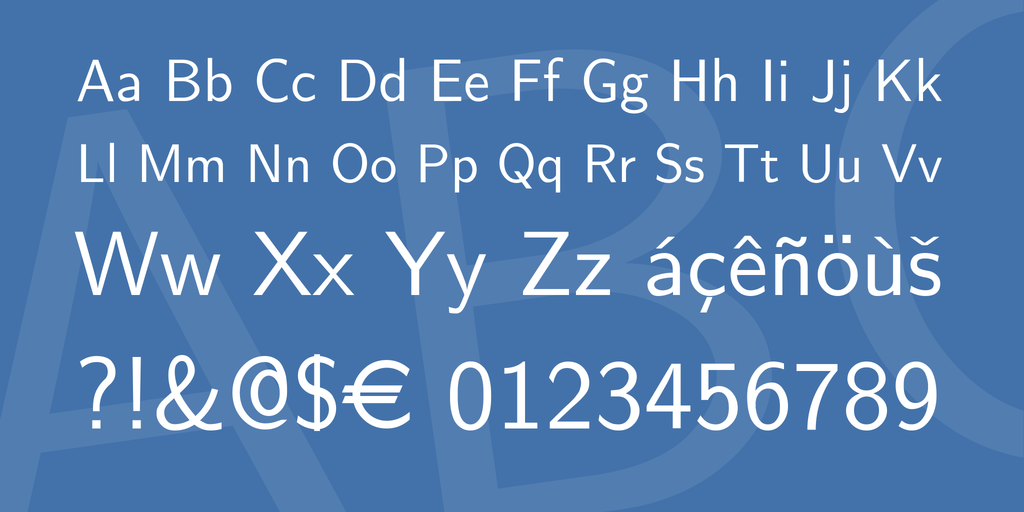 Aa Bb Cc Dd Ee Ff Gg Hh Ii Jj Kk
Ll Mm Nn Oo Pp Qq Rr Ss Tt Uu Vv
Ww Xx Yy Zz áçêñöùš
?!&@$€ 0123456789
ABC